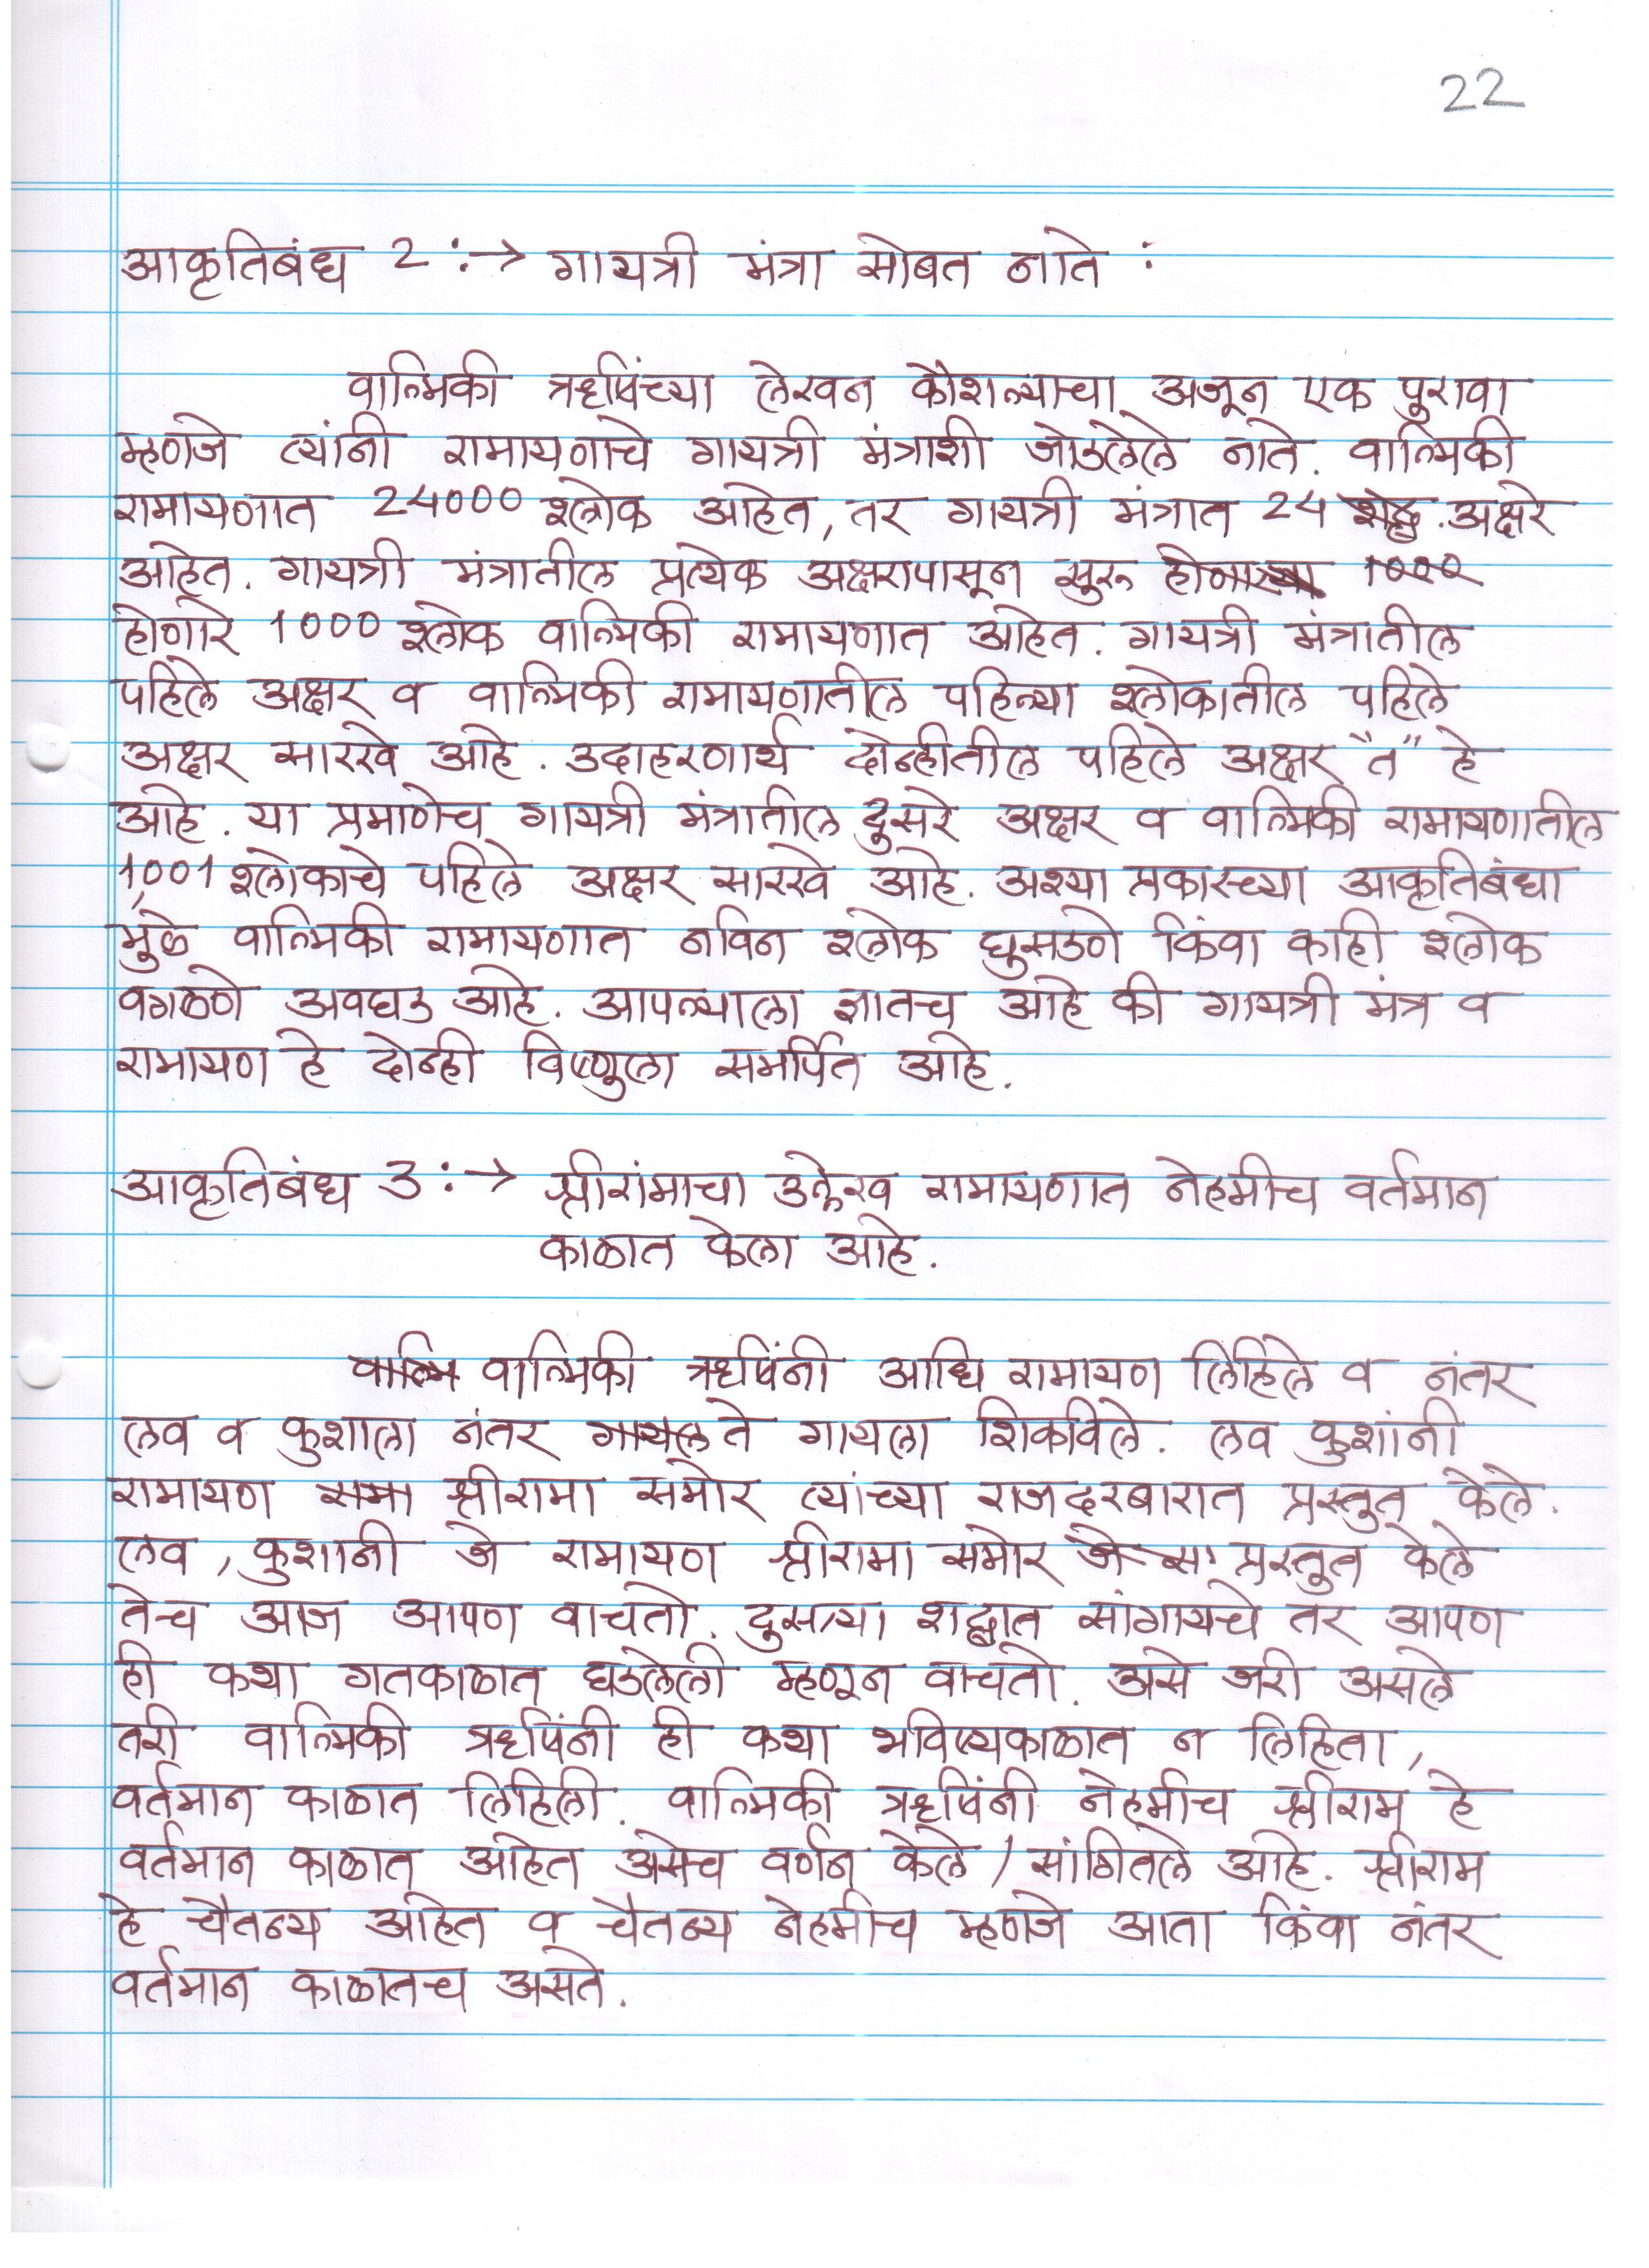 22
आकृतिबंध 2 :→ गायत्री मंत्रा सोबत नाते :
वाल्मिकी ऋषिंच्या लेखन कौशल्याचा अजून एक पुरावा
म्हणजे त्यांनी रामायणाचे गायत्री मंत्राशी जोडलेले नाते. वाल्मिकी
रामायणात 24000 श्लोक आहेत, तर गायत्री मंत्रात 24 अक्षरे
आहेत. गायत्री मंत्रातील प्रत्येक अक्षरापासून सुरु 1000
होणारे 1000 श्लोक वाल्मिकी रामायणात आहेत. गायत्री मंत्रातील
पहिले अक्षर व वाल्मिकी रामायणातील पहिल्या श्लोकातील पहिले
अक्षर सारखे आहे. उदाहरणार्थ दोन्हीतील पहिले अक्षर "त" हे
आहे. या प्रमाणेच गायत्री मंत्रातील दुसरे अक्षर व वाल्मिकी रामायणातील
1,001 श्लोकाचे पहिले अक्षर सारखे आहे. अश्या प्रकारच्या आकृतिबंधा
मुळे वाल्मिकी रामायणात नविन श्लोक घुसडणे किंवा काही श्लोक
वगळणे अवघड आहे. आपल्याला ज्ञातच आहे की गायत्री मंत्र व
रामायण हे दोन्ही विष्णुला समर्पित आहे.
आकृतिबंध 3 :→ श्रीरांमाचा उल्लेख रामायणात नेहमीच वर्तमान
काळात केला आहे.
वाल्मि वाल्मिकी ऋषिंनी आधि रामायण लिहिले व नंतर
लव व कुशाला नंतर गायल ते गायला शिकविले. लव कुशांनी
रामायण रामा श्रीरामा समोर त्यांच्या राजदरबारात प्रस्तुत केले.
लव, कुशानी जे रामायण श्रीरामा समोर जे स प्रस्तुत केले
तेच आज आपण वाचतो. दुसऱ्या शद्बात सांगायचे तर आपण
ही कथा गतकाळात घडलेली म्हणून वाचतो. असे जरी असले
तरी वाल्मिकी ऋषिंनी ही कथा भविष्यकाळात न लिहिता,
वर्तमान काळात लिहिली. वाल्मिकी ऋषिंनी नेहमीच श्रीराम हे
वर्तमान काळात आहेत असेच वर्णन केले / सांगितले आहे. श्रीराम
हे चैतन्य आहेत व चैतन्य नेहमीच म्हणजे आता किंवा नंतर
वर्तमान काळातच असते.